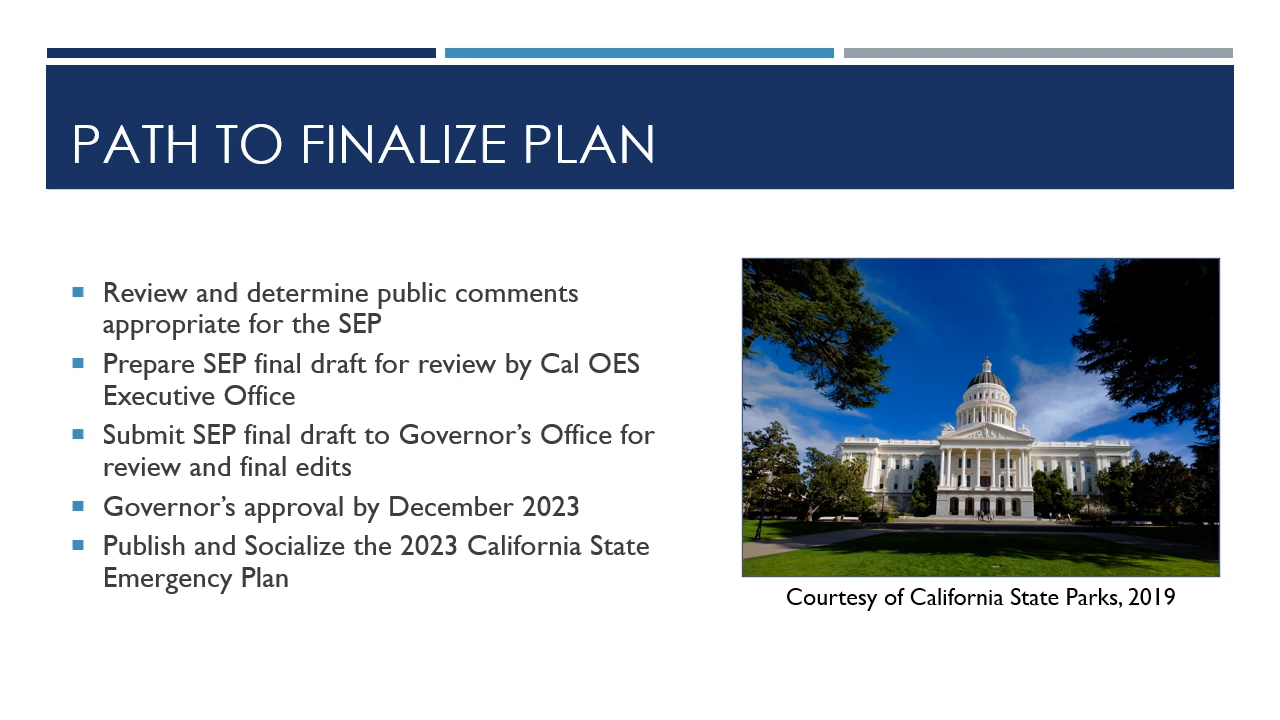 PATH TO FINALIZE PLAN
Review and determine public comments
appropriate for the SEP
Prepare SEP final draft for review by Cal OES
Executive Office
Submit SEP final draft to Governor’s Office for
review and final edits
Governor’s approval by December 2023
Publish and Socialize the 2023 California State
Emergency Plan
Courtesy of California State Parks, 2019